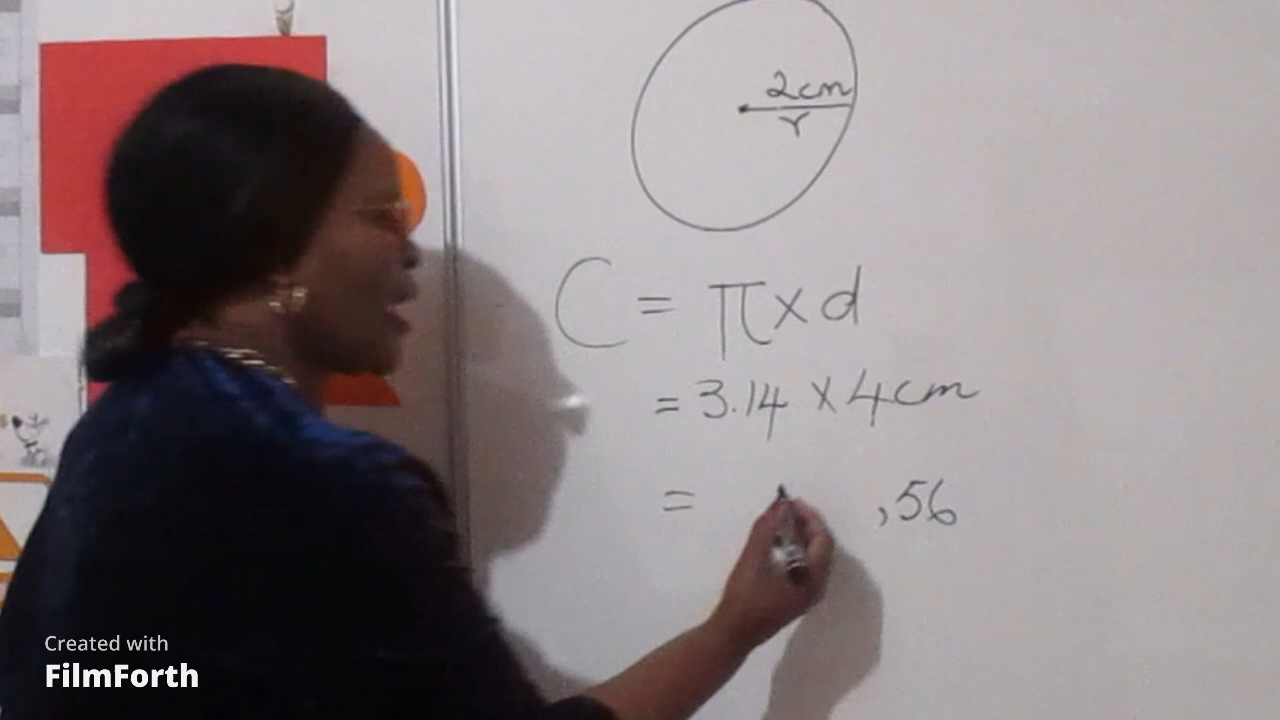 2cm
r
C = π x d
= 3.14 x 4cm
= ,56
Created with
FilmForth